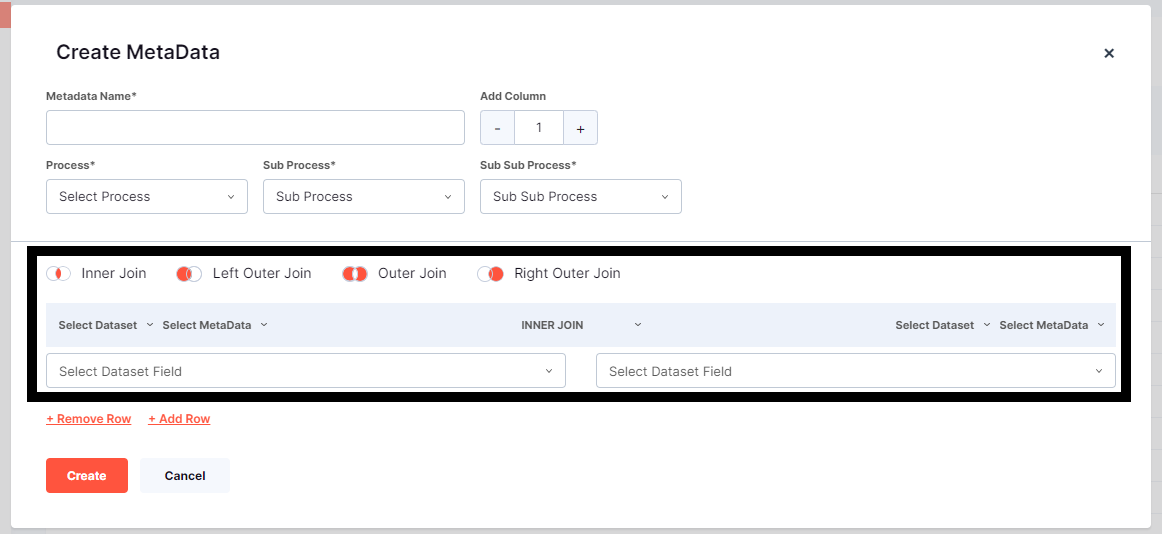 Create MetaData
×
Metadata Name*
Add Column
- 1 +
Process* Sub Process* Sub Sub Process*
Select Process Sub Process Sub Sub Process
Inner Join Left Outer Join Outer Join Right Outer Join
Select Dataset Select MetaData INNER JOIN Select Dataset Select MetaData
Select Dataset Field Select Dataset Field
+ Remove Row + Add Row
Create Cancel